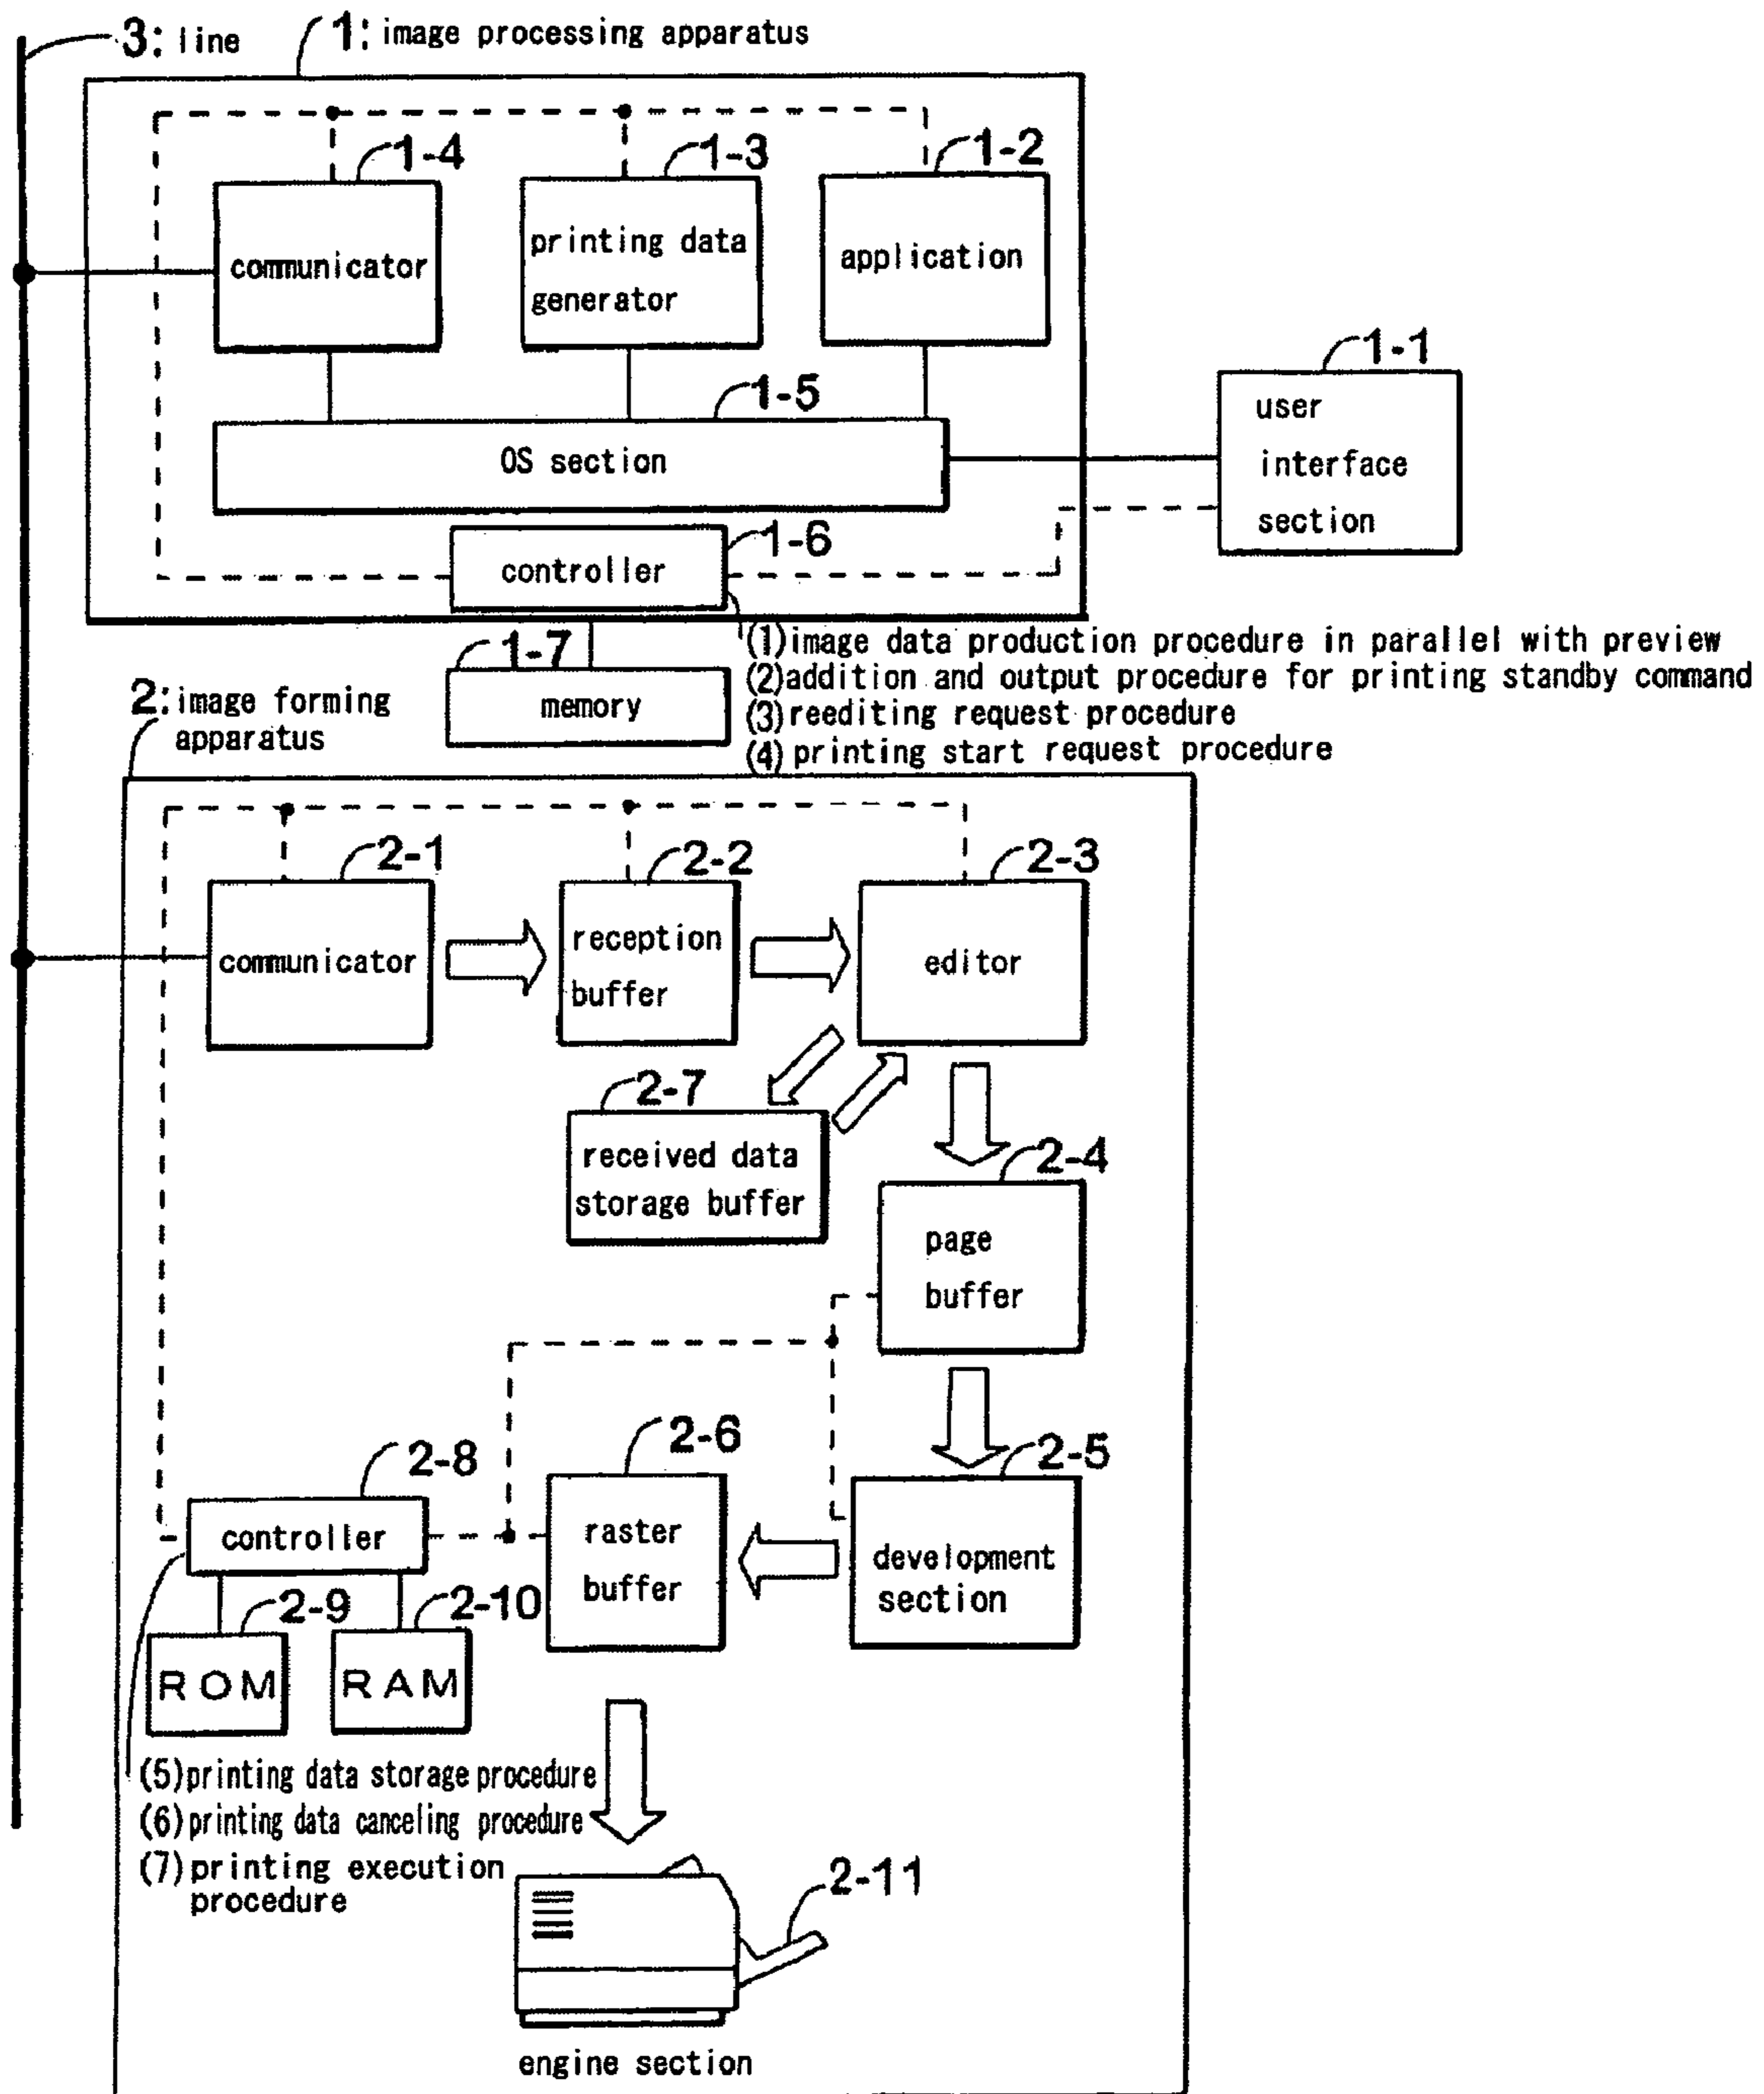 3: line
1: image processing apparatus
1-4
1-3
1-2
communicator
printing data
generator
application
1-1
user
interface
section
1-5
OS section
1-6
controller
1-7
memory
(1)image data production procedure in parallel with preview
(2)addition and output procedure for printing standby command
(3)reediting request procedure
(4) printing start request procedure
2:image forming
apparatus
2-1
2-2
2-3
communicator
reception
buffer
editor
2-7
received data
storage buffer
2-4
page
buffer
2-8
2-6
2-5
controller
raster
buffer
development
section
2-9
2-10
ROM
RAM
(5)printing data storage procedure
(6)printing data canceling procedure
(7)printing execution
procedure
2-11
engine section